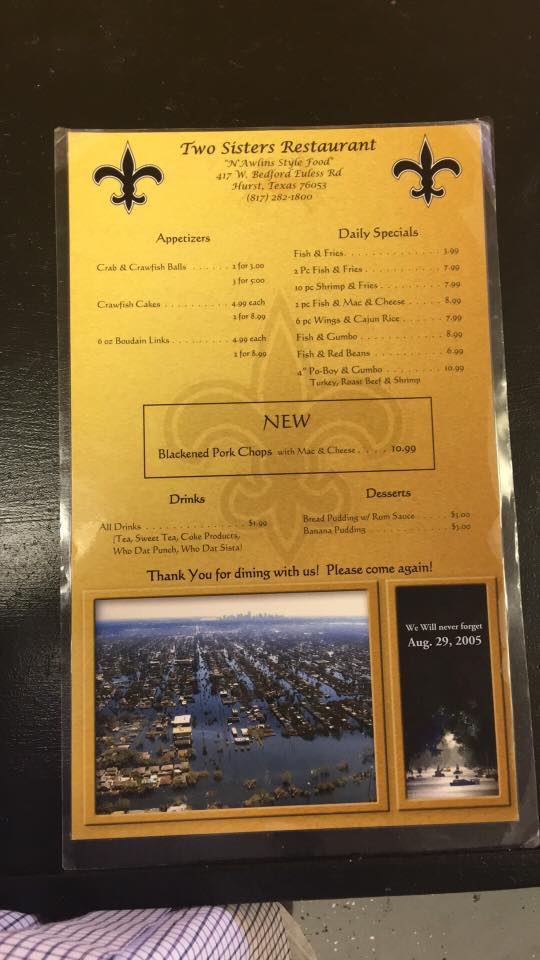 Two Sisters Restaurant
"N'Awlins Style Food"
417 W. Bedford Euless Rd
Hurst, Texas 76053
(817) 282-1800
Appetizers
Crab & Crawfish Balls . . . . . . . 2 for 3.00
3 for 5:00
Crawfish Cakes . . . . . . . . . . . 4.99 each
2 for 8.99
6 oz Boudain Links . . . . . . . . . 4.99 each
2 for 8.99
Daily Specials
Fish & Fries. . . . . . . . . . . . . . . . 3.99
2 Pc Fish & Fries . . . . . . . . . . . . 7.99
10 pc Shrimp & Fries . . . . . . . . . . 7.99
2 pc Fish & Mac & Cheese . . . . . . 8.99
6 pc Wings & Cajun Rice . . . . . . . 7.99
Fish & Gumbo . . . . . . . . . . . . . 8.99
Fish & Red Beans . . . . . . . . . . . 6.99
4" Po-Boy & Gumbo . . . . . . . . . 10.99
Turkey, Roast Beef & Shrimp
NEW
Blackened Pork Chops with Mac & Cheese . . . . 10.99
Drinks
All Drinks . . . . . . . . . . . . . . $1.99
(Tea, Sweet Tea, Coke Products,
Who Dat Punch, Who Dat Sista)
Desserts
Bread Pudding w/ Rum Sauce . . . . . $3.00
Banana Pudding . . . . . . . . . . . . . $3.00
Thank You for dining with us! Please come again!
We Will never forget
Aug. 29, 2005